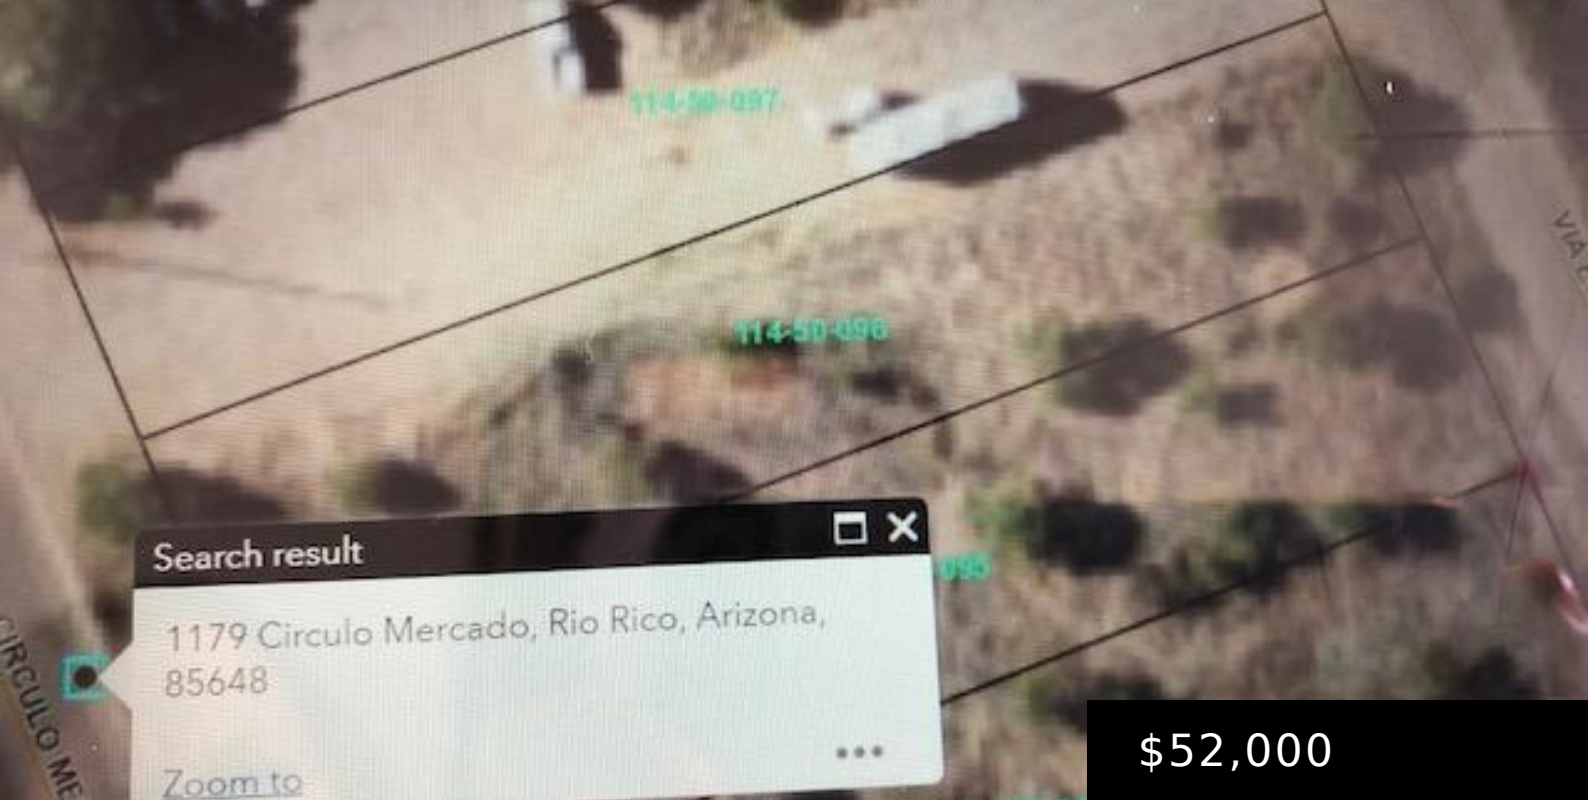 114-50-097
114-50-096
095
VIA
Search result
1179 Circulo Mercado, Rio Rico, Arizona,
85648
Zoom to
CIRCULO ME
$52,000